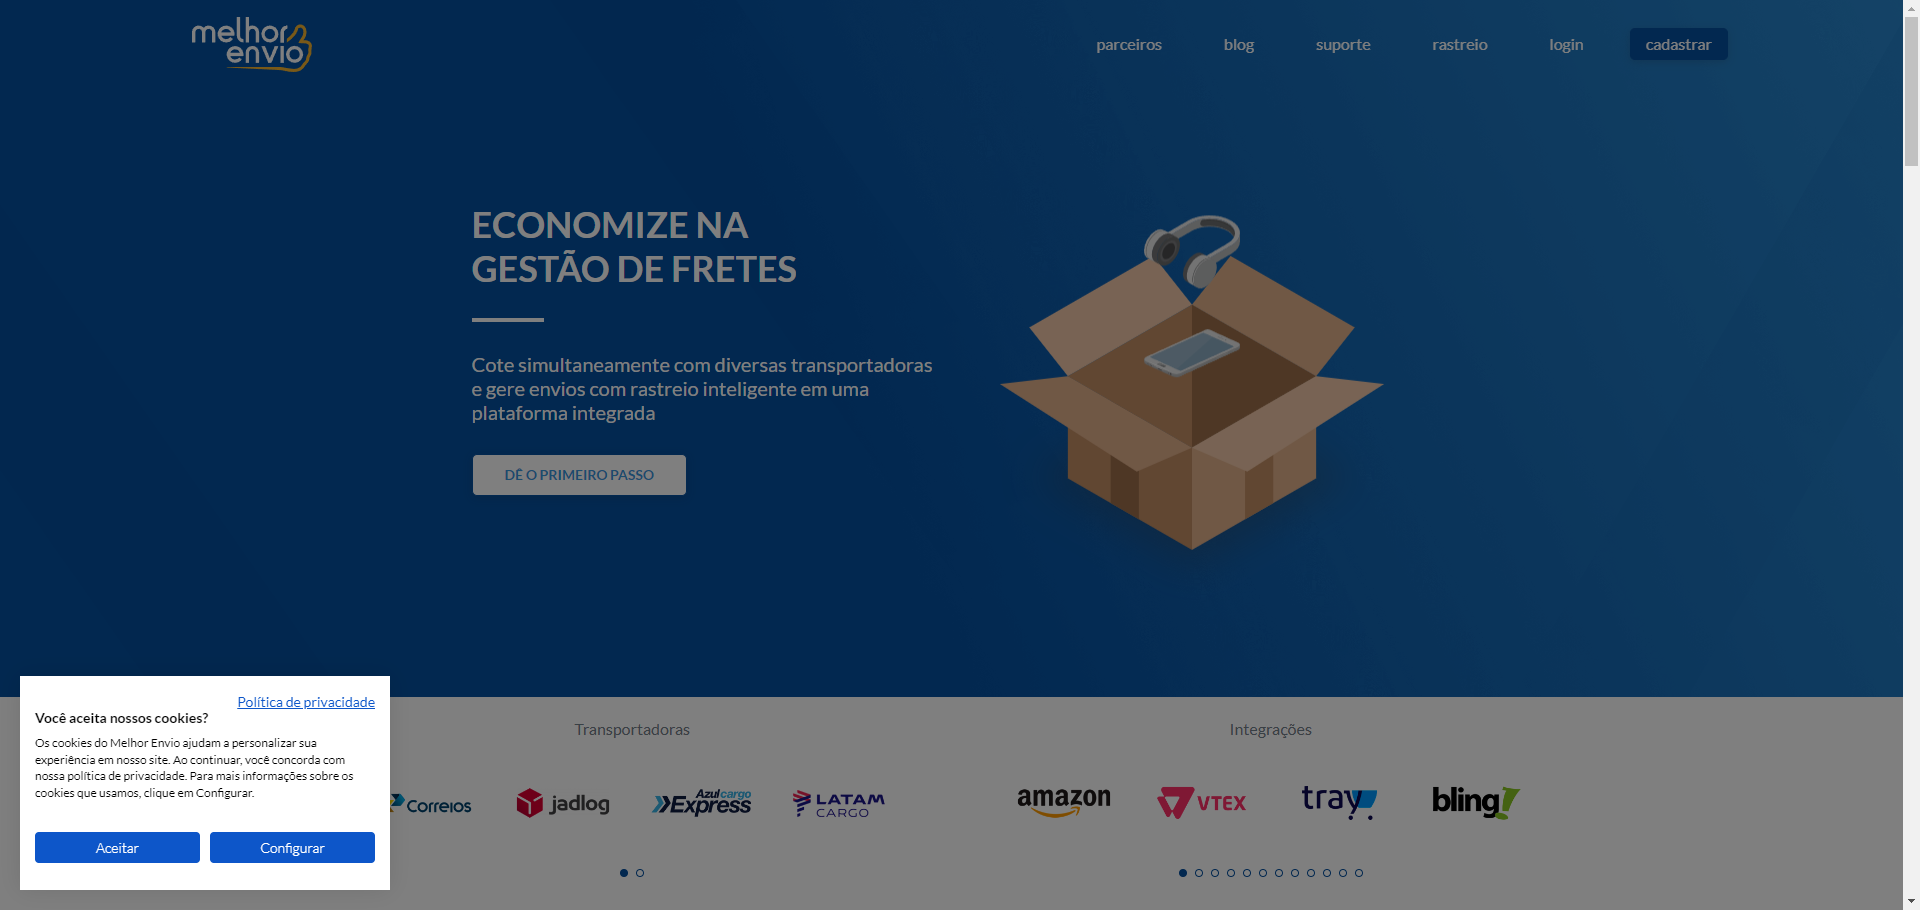 melhor
envio
parceiros
blog
suporte
rastreio
login
cadastrar
ECONOMIZE NA
GESTÃO DE FRETES
Cote simultaneamente com diversas transportadoras
e gere envios com rastreio inteligente em uma
plataforma integrada
DÊ O PRIMEIRO PASSO
Política de privacidade
Você aceita nossos cookies?
Os cookies do Melhor Envio ajudam a personalizar sua
experiência em nosso site. Ao continuar, você concorda com
nossa política de privacidade. Para mais informações sobre os
cookies que usamos, clique em Configurar.
Aceitar
Configurar
Transportadoras
Correios
jadlog
Azul cargo
Express
LATAM
CARGO
Integrações
amazon
VTEX
tray
bling!